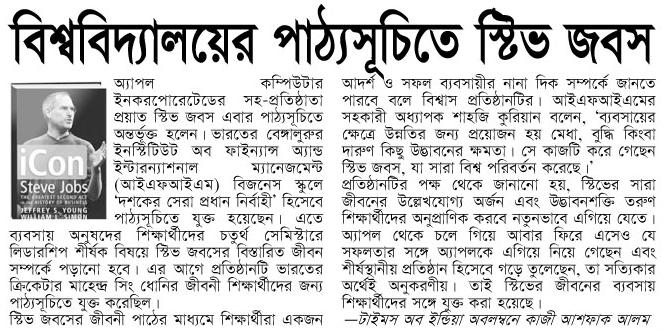 বিশ্ববিদ্যালয়ের পাঠ্যসূচিতে স্টিভ জবস
অ্যাপল কম্পিউটার
ইনকরপোরেটেডের সহ-প্রতিষ্ঠাতা
প্রয়াত স্টিভ জবস এবার পাঠ্যসূচিতে
অন্তর্ভুক্ত হলেন। ভারতের বেঙ্গালুরুর
ইনস্টিটিউট অব ফাইন্যান্স অ্যান্ড
ইন্টারন্যাশনাল ম্যানেজমেন্ট
(আইএফআইএম) বিজনেস স্কুলে
‘দশকের সেরা প্রধান নির্বাহী’ হিসেবে
পাঠ্যসূচিতে যুক্ত হয়েছেন। এতে
ব্যবসায় অনুষদের শিক্ষার্থীদের চতুর্থ সেমিস্টারে
লিডারশিপ শীর্ষক বিষয়ে স্টিভ জবসের বিস্তারিত জীবন
সম্পর্কে পড়ানো হবে। এর আগে প্রতিষ্ঠানটি ভারতের
ক্রিকেটার মাহেন্দ্র সিং ধোনির জীবনী শিক্ষার্থীদের জন্য
পাঠ্যসূচিতে যুক্ত করেছিল।
স্টিভ জবসের জীবনী পাঠের মাধ্যমে শিক্ষার্থীরা একজন
iCon
Steve Jobs
THE GREATEST SECOND ACT
IN THE HISTORY OF BUSINESS
JEFFREY S. YOUNG
WILLIAM L. SIMON
আদর্শ ও সফল ব্যবসায়ীর নানা দিক সম্পর্কে জানতে
পারবে বলে বিশ্বাস প্রতিষ্ঠানটির। আইএফআইএমের
সহকারী অধ্যাপক শাহজি কুরিয়ান বলেন, ‘ব্যবসায়ের
ক্ষেত্রে উন্নতির জন্য প্রয়োজন হয় মেধা, বুদ্ধি কিংবা
দারুণ কিছু উদ্ভাবনের ক্ষমতা। সে কাজটি করে গেছেন
স্টিভ জবস, যা সারা বিশ্ব পরিবর্তন করেছে।’
প্রতিষ্ঠানটির পক্ষ থেকে জানানো হয়, স্টিভের সারা
জীবনের উল্লেখযোগ্য অর্জন এবং উদ্ভাবনশক্তি তরুণ
শিক্ষার্থীদের অনুপ্রাণিক করবে নতুনভাবে এগিয়ে যেতে।
অ্যাপল থেকে চলে গিয়ে আবার ফিরে এসেও যে
সফলতার সঙ্গে অ্যাপলকে এগিয়ে নিয়ে গেছেন এবং
শীর্ষস্থানীয় প্রতিষ্ঠান হিসেবে গড়ে তুলেছেন, তা সত্যিকার
অর্থেই অনুকরণীয়। তাই স্টিভের জীবনের ব্যবসায়
শিক্ষার্থীদের সঙ্গে যুক্ত করা হয়েছে।
—টাইমস অব ইন্ডিয়া অবলম্বনে কাজী আশফাক আলম